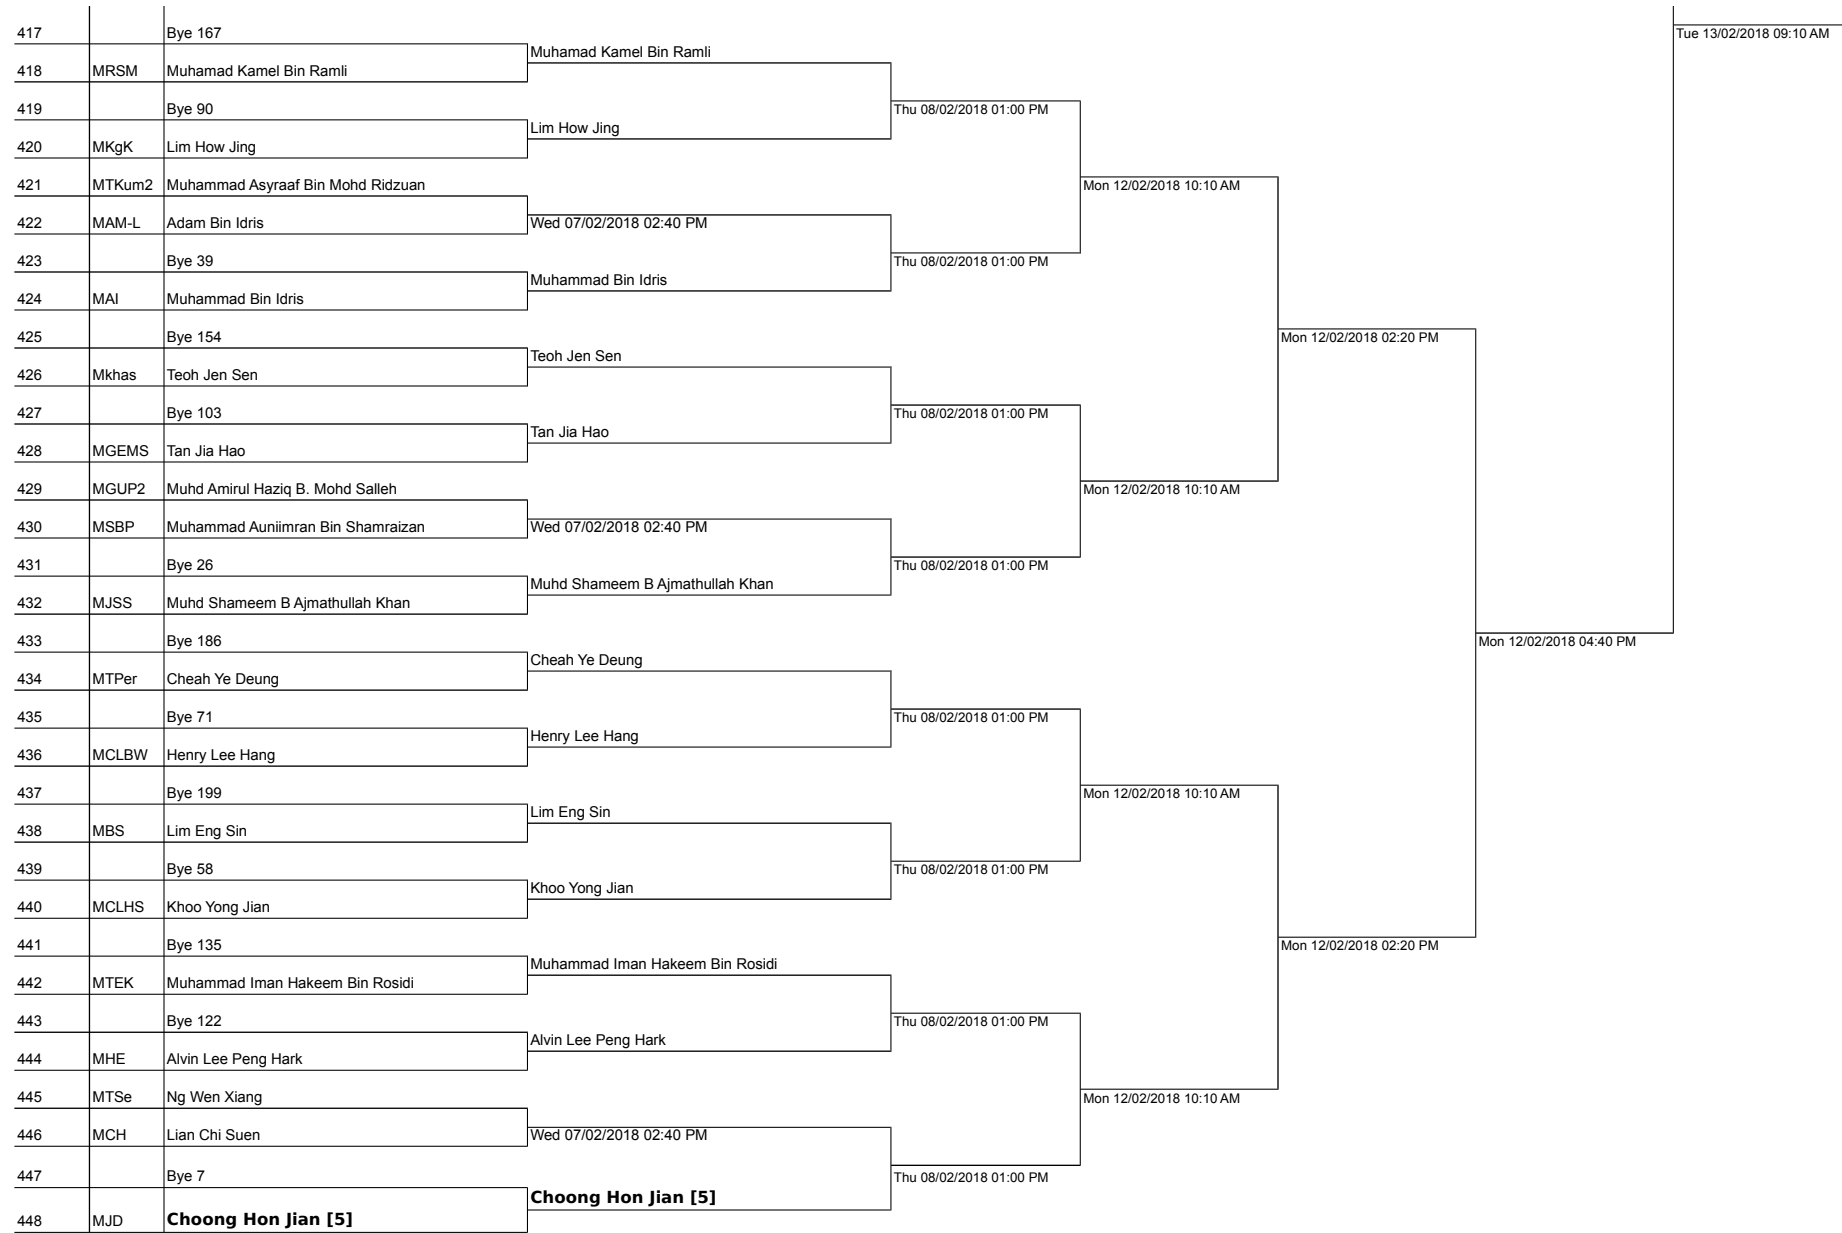 417 Bye 167
Tue 13/02/2018 09:10 AM
Muhamad Kamel Bin Ramli
418 MRSM Muhamad Kamel Bin Ramli
419 Bye 90
Thu 08/02/2018 01:00 PM
Lim How Jing
420 MKgK Lim How Jing
421 MTKum2 Muhammad Asyraaf Bin Mohd Ridzuan
Mon 12/02/2018 10:10 AM
422 MAM-L Adam Bin Idris
Wed 07/02/2018 02:40 PM
423 Bye 39
Thu 08/02/2018 01:00 PM
Muhammad Bin Idris
424 MAI Muhammad Bin Idris
425 Bye 154
Mon 12/02/2018 02:20 PM
Teoh Jen Sen
426 Mkhas Teoh Jen Sen
427 Bye 103
Thu 08/02/2018 01:00 PM
Tan Jia Hao
428 MGEMS Tan Jia Hao
429 MGUP2 Muhd Amirul Haziq B. Mohd Salleh
Mon 12/02/2018 10:10 AM
430 MSBP Muhammad Auniimran Bin Shamraizan
Wed 07/02/2018 02:40 PM
431 Bye 26
Thu 08/02/2018 01:00 PM
Muhd Shameem B Ajmathullah Khan
432 MJSS Muhd Shameem B Ajmathullah Khan
433 Bye 186
Mon 12/02/2018 04:40 PM
Cheah Ye Deung
434 MTPer Cheah Ye Deung
435 Bye 71
Thu 08/02/2018 01:00 PM
Henry Lee Hang
436 MCLBW Henry Lee Hang
437 Bye 199
Mon 12/02/2018 10:10 AM
Lim Eng Sin
438 MBS Lim Eng Sin
439 Bye 58
Thu 08/02/2018 01:00 PM
Khoo Yong Jian
440 MCLHS Khoo Yong Jian
441 Bye 135
Mon 12/02/2018 02:20 PM
Muhammad Iman Hakeem Bin Rosidi
442 MTEK Muhammad Iman Hakeem Bin Rosidi
443 Bye 122
Thu 08/02/2018 01:00 PM
Alvin Lee Peng Hark
444 MHE Alvin Lee Peng Hark
445 MTSe Ng Wen Xiang
Mon 12/02/2018 10:10 AM
446 MCH Lian Chi Suen
Wed 07/02/2018 02:40 PM
447 Bye 7
Thu 08/02/2018 01:00 PM
Choong Hon Jian [5]
448 MJD Choong Hon Jian [5]